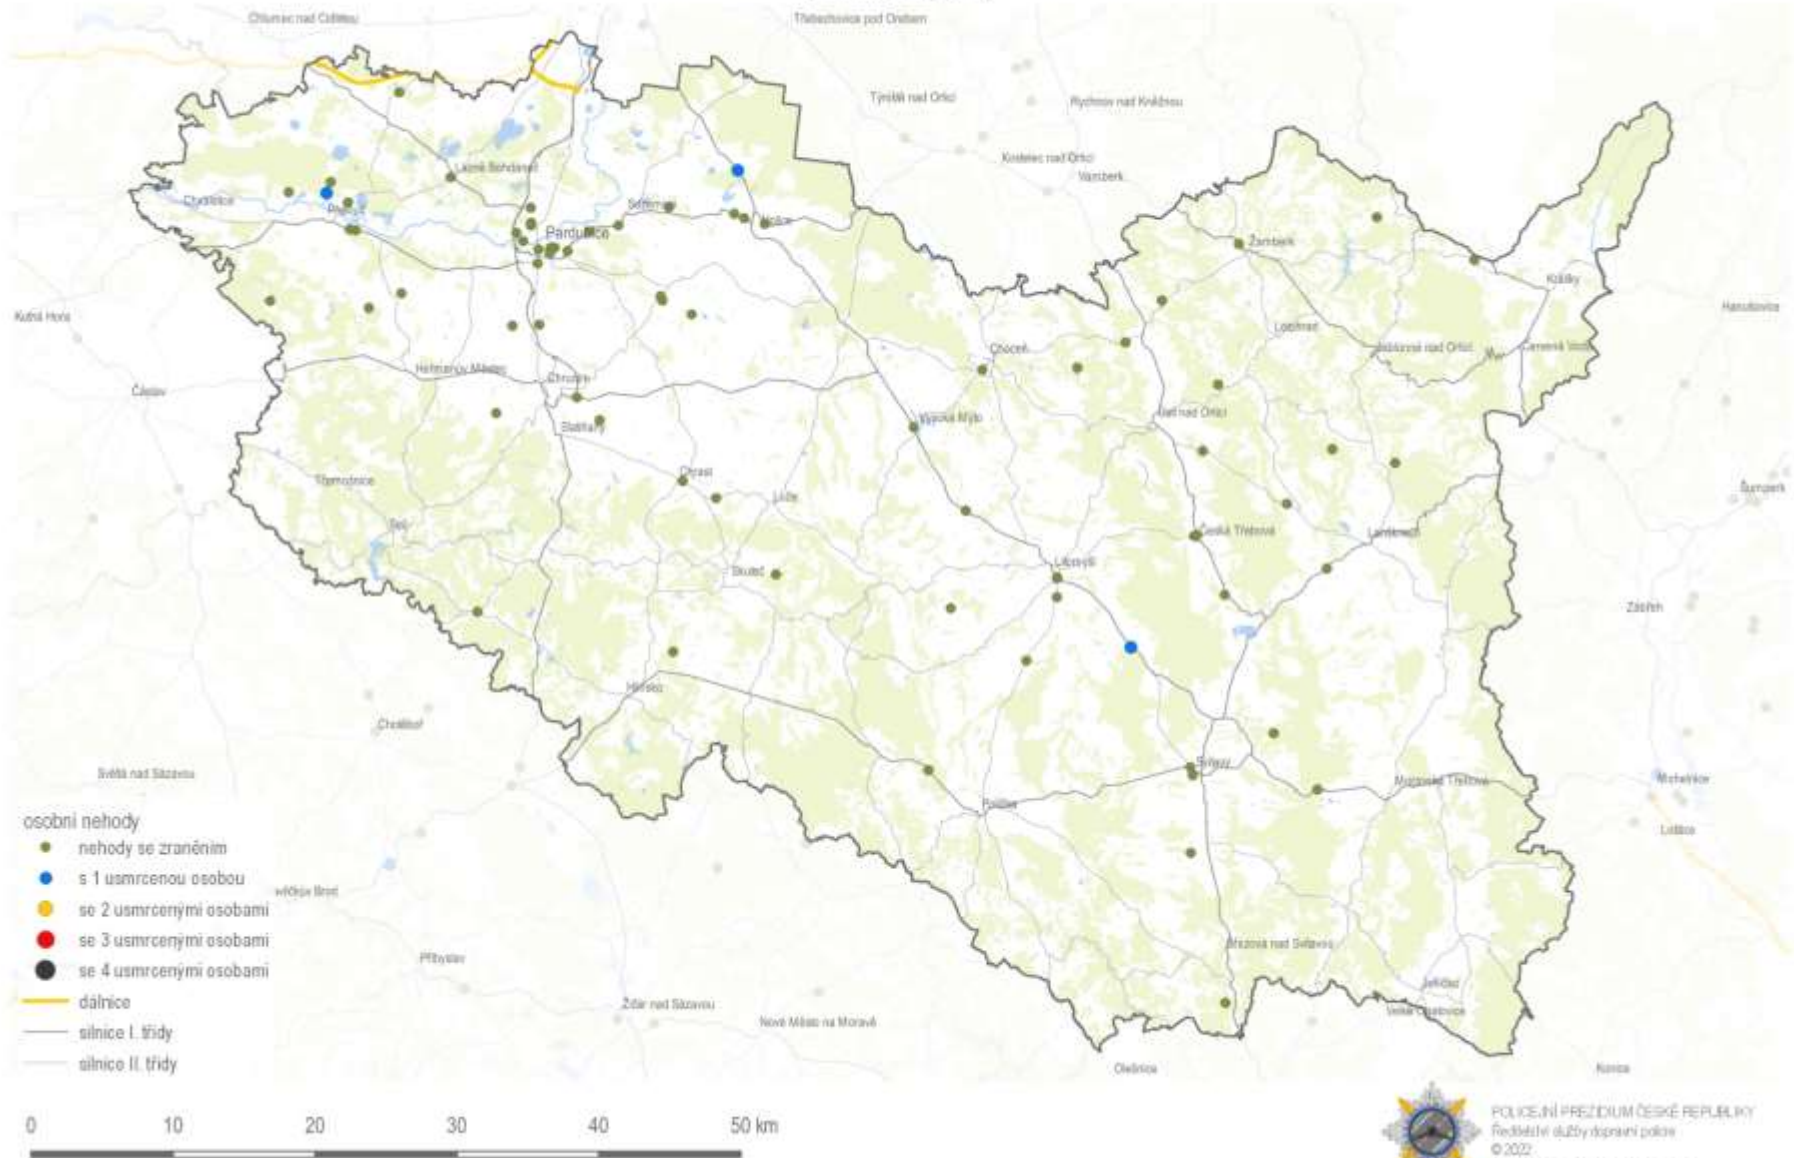 Chlumec nad Cidlinou
Třebechovice pod Orebem
Týniště nad Orlicí
Rychnov nad Kněžnou
Kostelec nad Orlicí
Vamberk
Lázně Bohdaneč
Chvaletice
Pardubice
Holice
Žamberk
Králíky
Hanušovice
Kutná Hora
Letohrad
Choceň
Jablonné nad Orlicí
Červená Voda
Heřmanův Městec
Chrudim
Čáslav
Ústí nad Orlicí
Vysoké Mýto
Slatiňany
Chrast
Třemošnice
Luže
Šumperk
Seč
Česká Třebová
Lanškroun
Litomyšl
Skuteč
Zábřeh
Hlinsko
Chotěboř
Světlá nad Sázavou
Svitavy
Moravská Třebová
Mohelnice
Polička
Litovel
osobní nehody
nehody se zraněním
s 1 usmrcenou osobou
se 2 usmrcenými osobami
se 3 usmrcenými osobami
se 4 usmrcenými osobami
dálnice
silnice I. třídy
silnice II. třídy
Brod
Přibyslav
Březová nad Svitavou
Jevíčko
Velké Opatovice
Žďár nad Sázavou
Nové Město na Moravě
Olešnice
Konice
0 10 20 30 40 50 km
POLICEJNÍ PREZIDIUM ČESKÉ REPUBLIKY
Ředitelství služby dopravní policie
© 2022